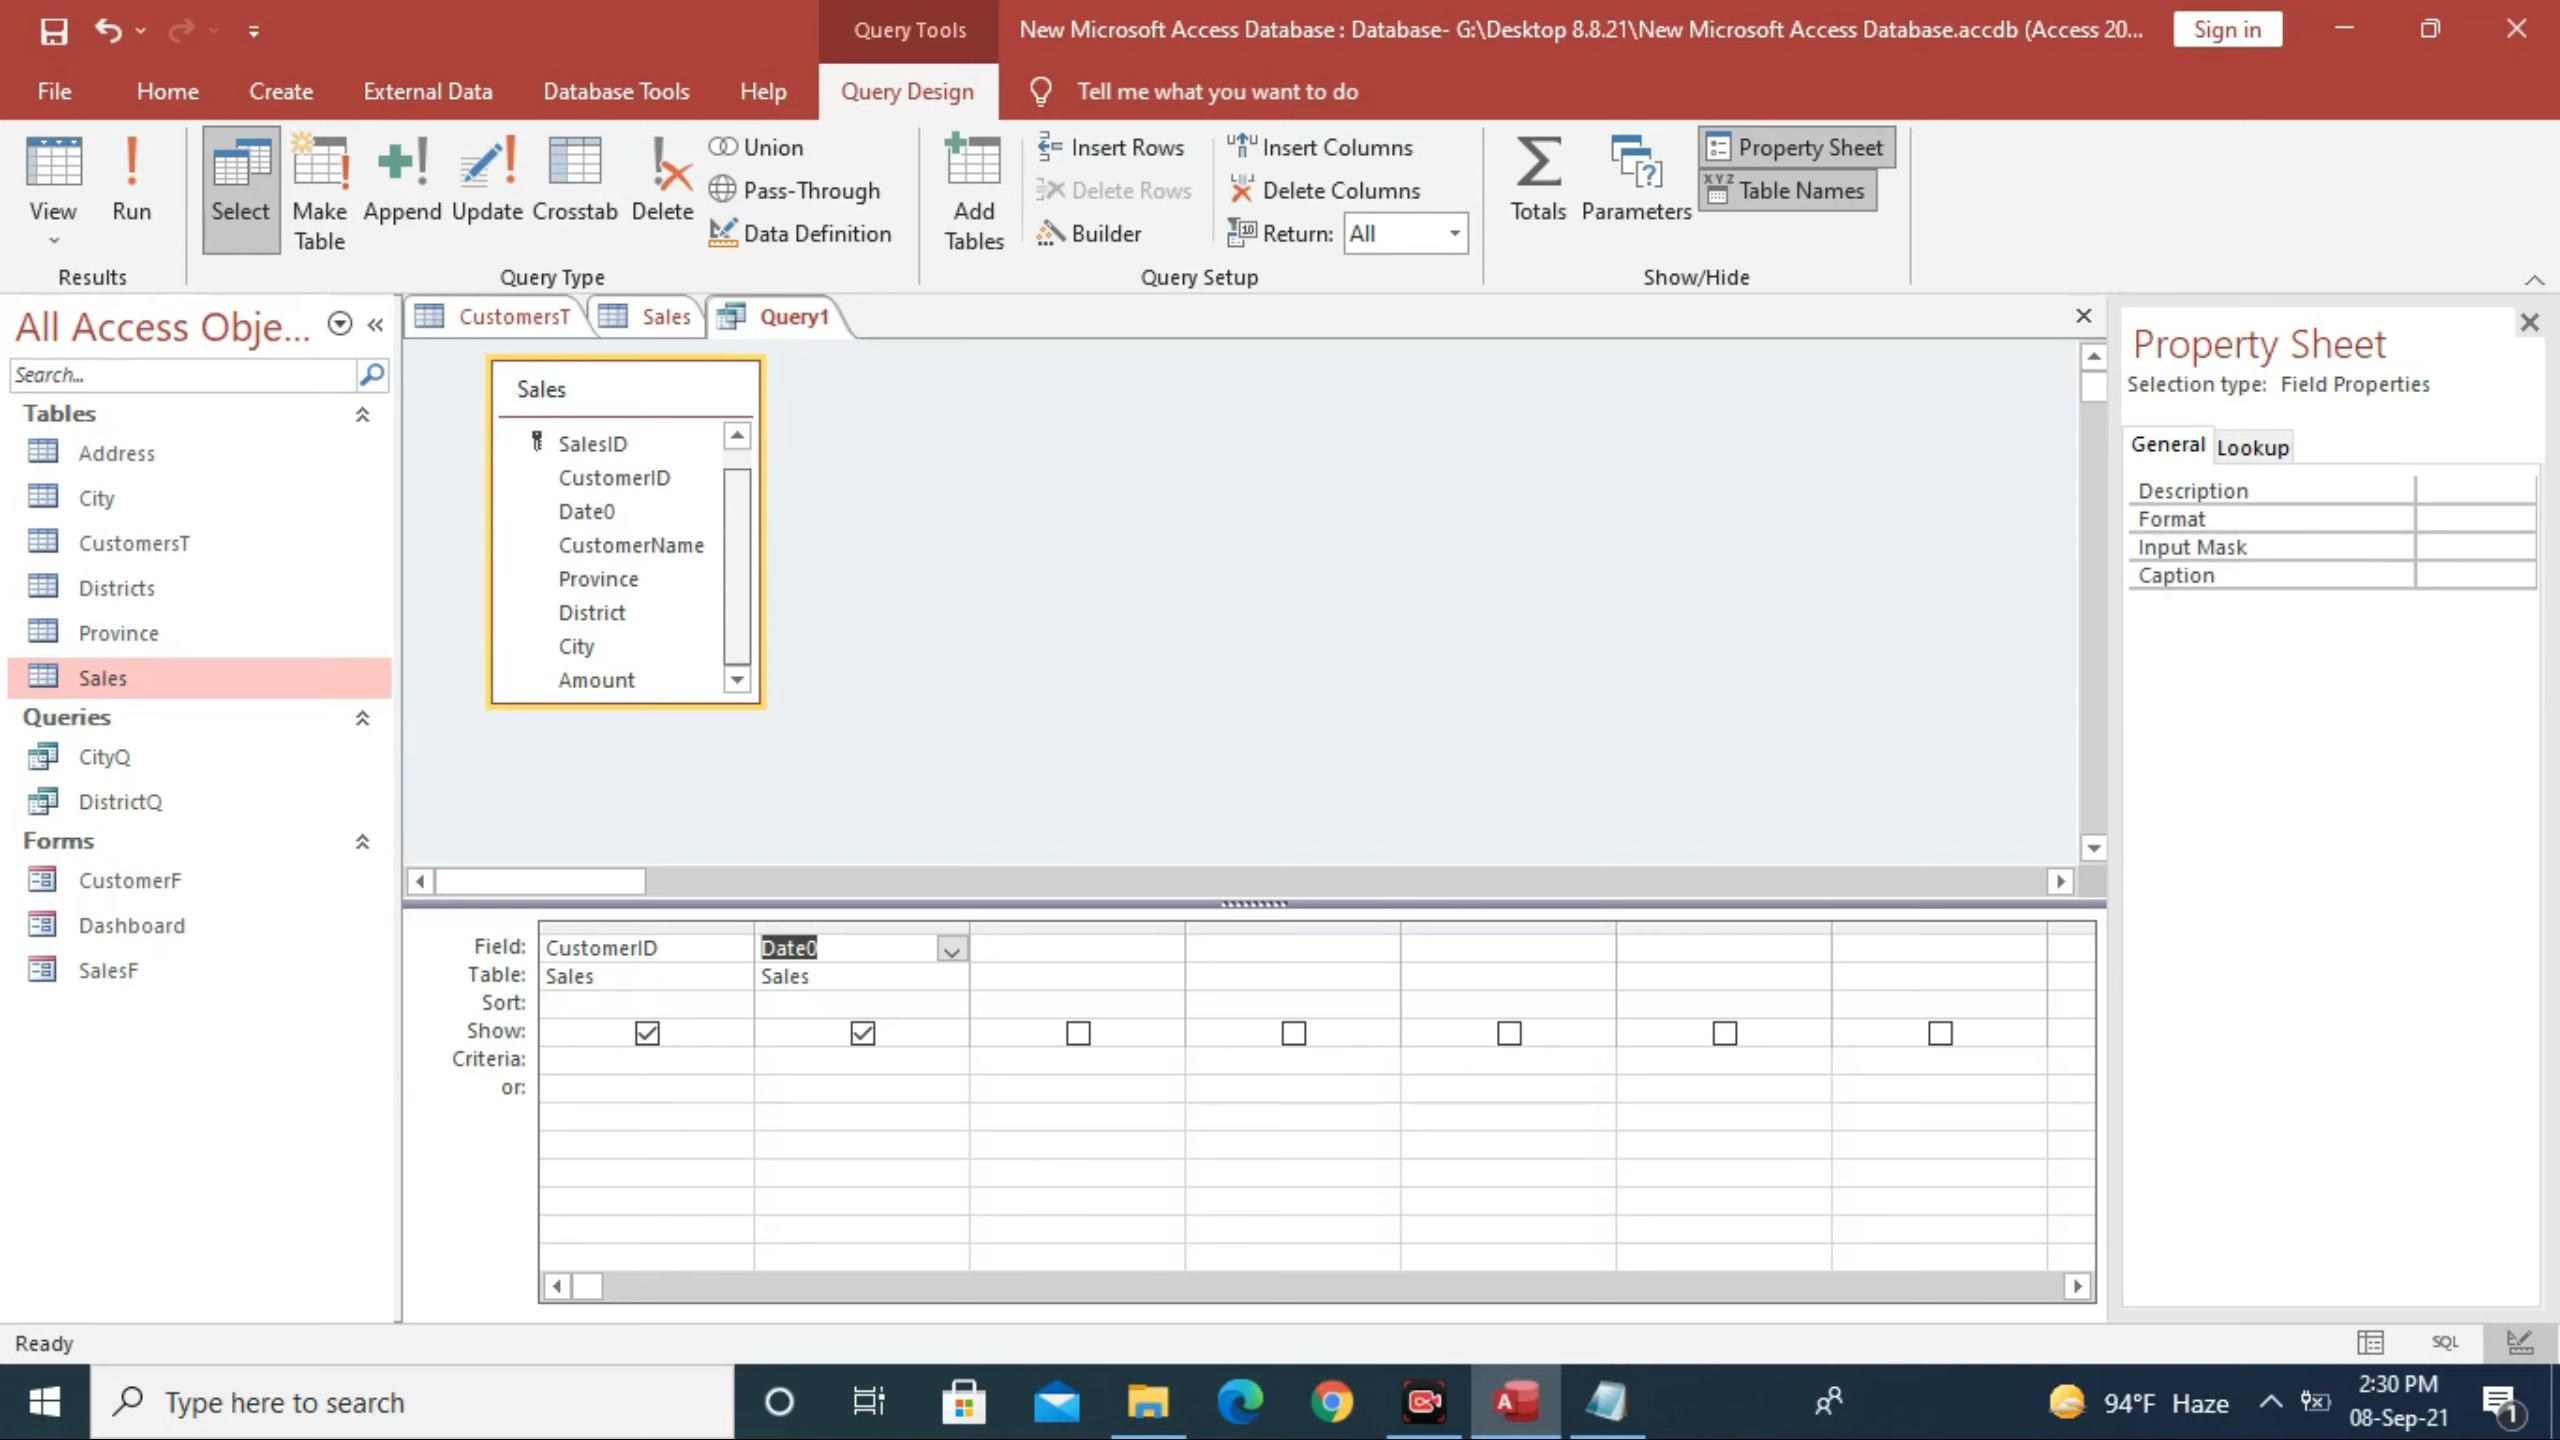 Query Tools
New Microsoft Access Database : Database- G:\Desktop 8.8.21\New Microsoft Access Database.accdb (Access 20...
Sign in
File
Home
Create
External Data
Database Tools
Help
Query Design
Tell me what you want to do
View
Run
Select
Make
Table
Append
Update
Crosstab
Delete
Union
Pass-Through
Data Definition
Add
Tables
Insert Rows
Delete Rows
Builder
Insert Columns
Delete Columns
Return: All
Totals
Parameters
Property Sheet
Table Names
Results
Query Type
Query Setup
Show/Hide
All Access Obje...
Search...
Tables
Address
City
CustomersT
Districts
Province
Sales
Queries
CityQ
DistrictQ
Forms
CustomerF
Dashboard
SalesF
CustomersT
Sales
Query1
Sales
SalesID
CustomerID
Date0
CustomerName
Province
District
City
Amount
Field: CustomerID Date0
Table: Sales Sales
Sort:
Show:
Criteria:
or:
Property Sheet
Selection type: Field Properties
General
Lookup
Description
Format
Input Mask
Caption
Ready
SQL
Type here to search
94°F Haze
2:30 PM
08-Sep-21
1